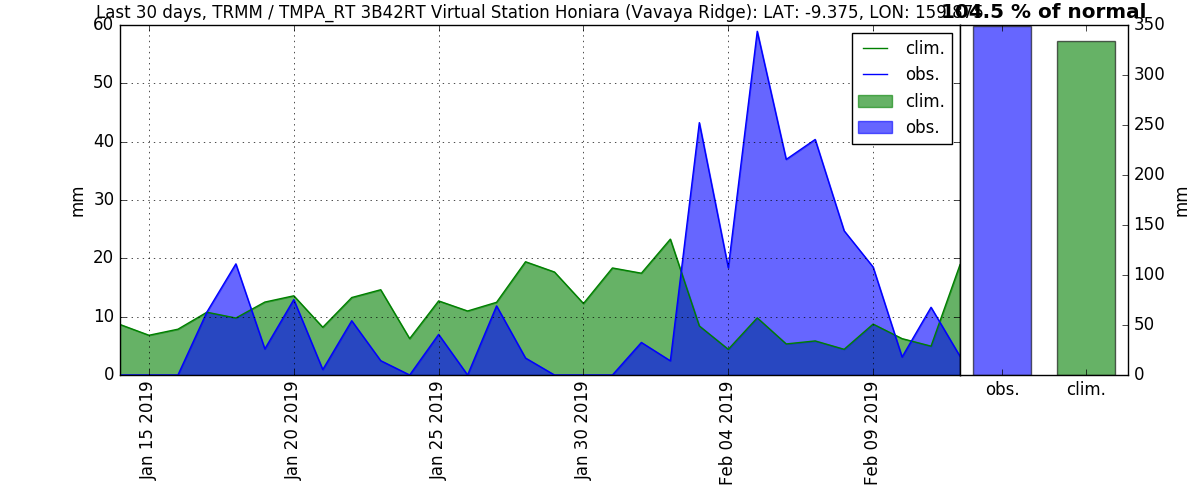 Last 30 days, TRMM / TMPA_RT 3B42RT Virtual Station Honiara (Vavaya Ridge): LAT: -9.375, LON:
104.5 % of normal
60
50
40
30
20
10
0
mm
clim.
obs.
clim.
obs.
Jan 15 2019
Jan 20 2019
Jan 25 2019
Jan 30 2019
Feb 04 2019
Feb 09 2019
350
300
250
200
150
100
50
0
mm
obs.
clim.